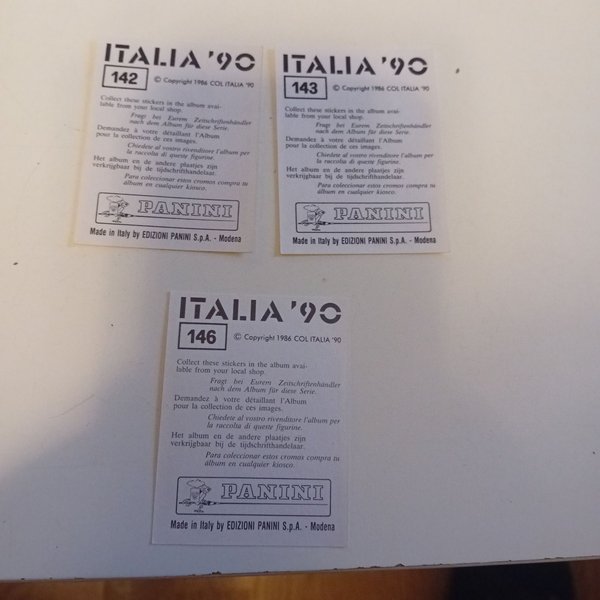 ITALIA '90
142
© Copyright 1986 COL ITALIA '90
Collect these stickers in the album avai-
lable from your local shop.
Fragt bei Eurem Zeitschriftenhändler
nach dem Album für diese Serie.
Demandez à votre détaillant l'Album
pour la collection de ces images.
Chiedete al vostro rivenditore l'album per
la raccolta di queste figurine.
Het album en de andere plaatjes zijn
verkrijgbaar bij de tijdschrifthandelaar.
Para coleccionar estos cromos compra tu
álbum en cualquier kiosco.
PANINI
Made in Italy by EDIZIONI PANINI S.p.A. - Modena
ITALIA '90
143
© Copyright 1986 COL ITALIA '90
Collect these stickers in the album avai-
lable from your local shop.
Fragt bei Eurem Zeitschriftenhändler
nach dem Album für diese Serie.
Demandez à votre détaillant l'Album
pour la collection de ces images.
Chiedete al vostro rivenditore l'album per
la raccolta di queste figurine.
Het album en de andere plaatjes zijn
verkrijgbaar bij de tijdschrifthandelaar.
Para coleccionar estos cromos compra tu
álbum en cualquier kiosco.
PANINI
Made in Italy by EDIZIONI PANINI S.p.A. - Modena
ITALIA '90
146
© Copyright 1986 COL ITALIA '90
Collect these stickers in the album avai-
lable from your local shop.
Fragt bei Eurem Zeitschriftenhändler
nach dem Album für diese Serie.
Demandez à votre détaillant l'Album
pour la collection de ces images.
Chiedete al vostro rivenditore l'album per
la raccolta di queste figurine.
Het album en de andere plaatjes zijn
verkrijgbaar bij de tijdschrifthandelaar.
Para coleccionar estos cromos compra tu
álbum en cualquier kiosco.
PANINI
Made in Italy by EDIZIONI PANINI S.p.A. - Modena